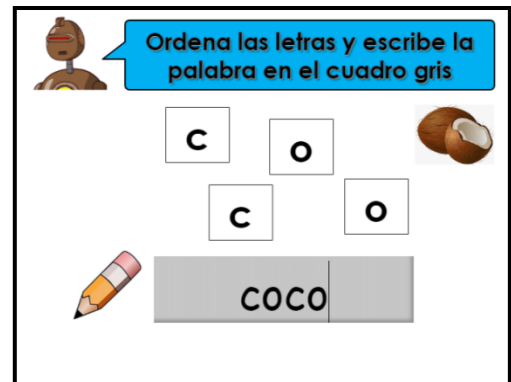 Ordena las letras y escribe la
palabra en el cuadro gris
c
o
c
o
coco